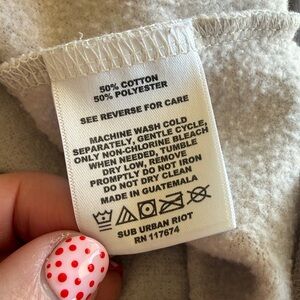 50% COTTON
50% POLYESTER
SEE REVERSE FOR CARE
MACHINE WASH COLD
SEPARATELY, GENTLE CYCLE,
ONLY NON-CHLORINE BLEACH
WHEN NEEDED, TUMBLE
DRY LOW, REMOVE
PROMPTLY DO NOT IRON
DO NOT DRY CLEAN
MADE IN GUATEMALA
SUB URBAN RIOT
RN 117674